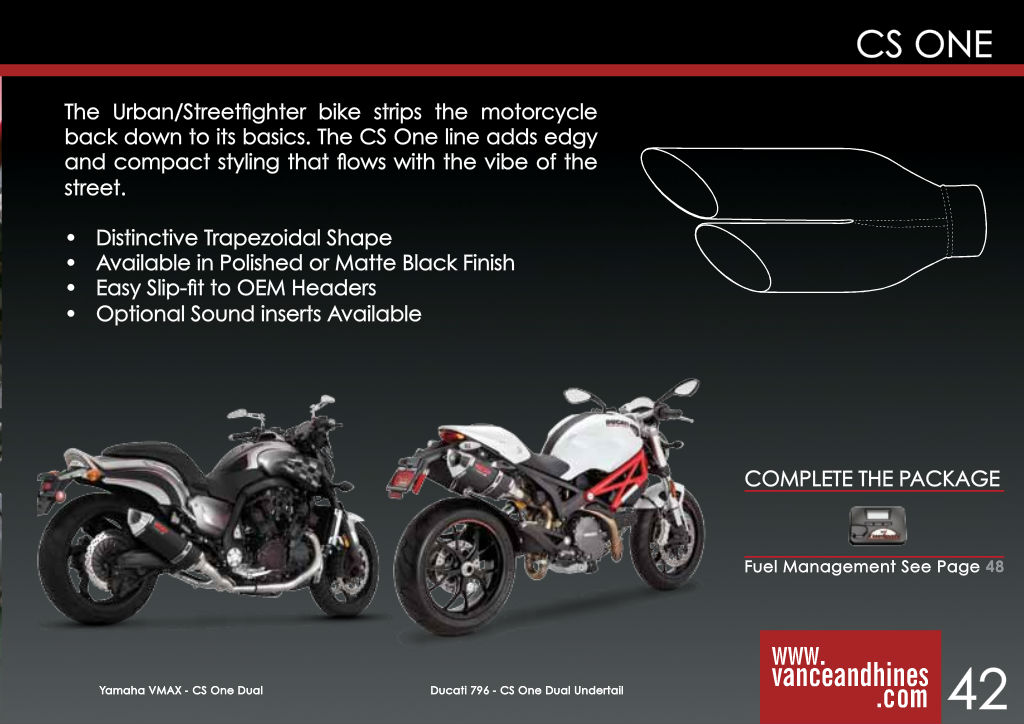 CS ONE
The Urban/Streetfighter bike strips the motorcycle
back down to its basics. The CS One line adds edgy
and compact styling that flows with the vibe of the
street.
• Distinctive Trapezoidal Shape
• Available in Polished or Matte Black Finish
• Easy Slip-fit to OEM Headers
• Optional Sound inserts Available
COMPLETE THE PACKAGE
Fuel Management See Page 48
Yamaha VMAX - CS One Dual
Ducati 796 - CS One Dual Undertail
www.
vanceandhines
.com
42